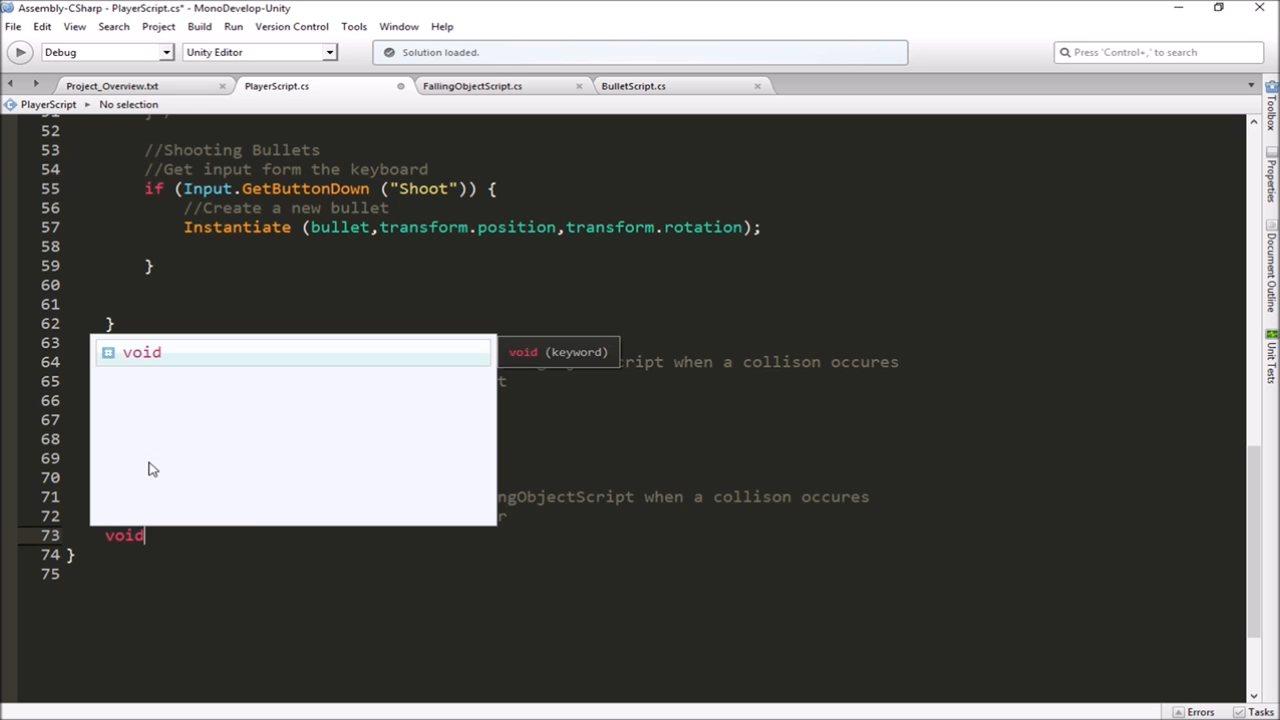 Assembly-CSharp - PlayerScript.cs* - MonoDevelop-Unity
File Edit View Search Project Build Run Version Control Tools Window Help
Debug Unity Editor Solution loaded. Press 'Control+,' to search
Project_Overview.txt PlayerScript.cs FallingObjectScript.cs BulletScript.cs
PlayerScript No selection
52
53 //Shooting Bullets
54 //Get input form the keyboard
55 if (Input.GetButtonDown ("Shoot")) {
56 //Create a new bullet
57 Instantiate (bullet,transform.position,transform.rotation);
58
59 }
60
61
62 }
63 void void (keyword)
64 cript when a collison occures
65 t
66
67
68
69
70
71 ngObjectScript when a collison occures
72 r
73 void
74 }
75
Toolbox
Properties
Document Outline
Unit Tests
Errors Tasks